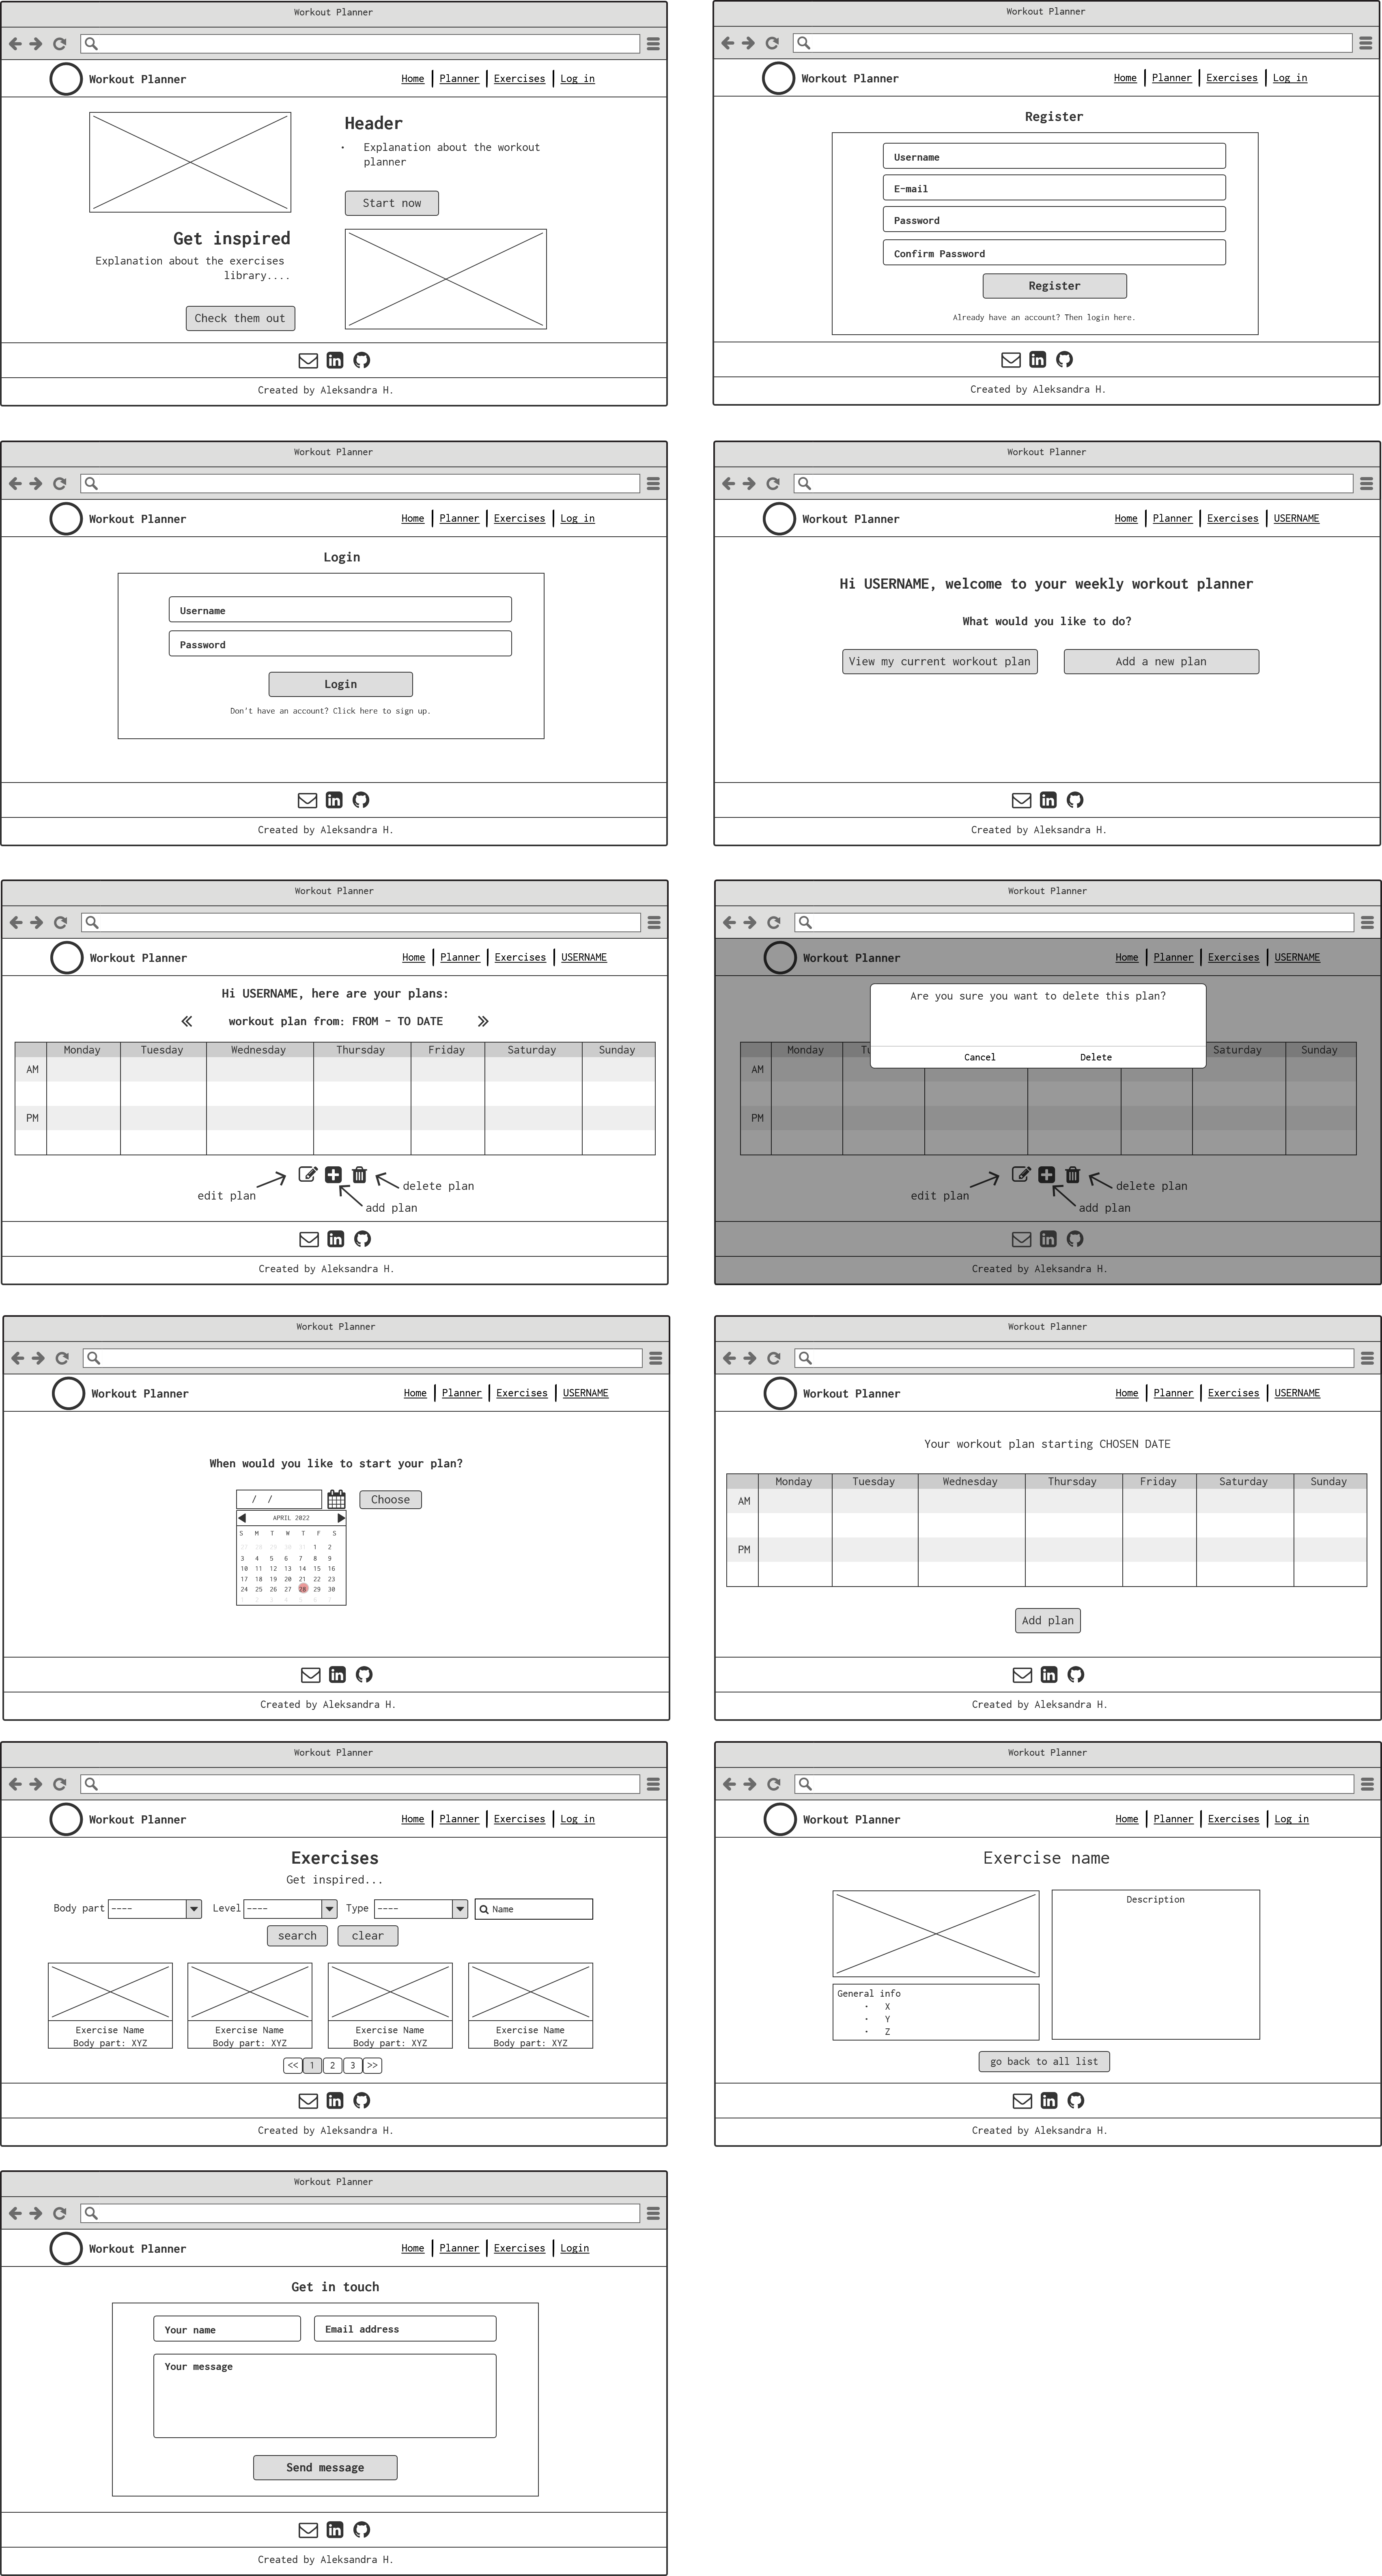 Workout Planner
Workout Planner
Home
Planner
Exercises
Log in
Header
• Explanation about the workout
planner
Start now
Get inspired
Explanation about the exercises
library....
Check them out
Created by Aleksandra H.
Workout Planner
Workout Planner
Home
Planner
Exercises
Log in
Register
Username
E-mail
Password
Confirm Password
Register
Already have an account? Then login here.
Created by Aleksandra H.
Workout Planner
Workout Planner
Home
Planner
Exercises
Log in
Login
Username
Password
Login
Don't have an account? Click here to sign up.
Created by Aleksandra H.
Workout Planner
Workout Planner
Home
Planner
Exercises
USERNAME
Hi USERNAME, welcome to your weekly workout planner
What would you like to do?
View my current workout plan
Add a new plan
Created by Aleksandra H.
Workout Planner
Workout Planner
Home
Planner
Exercises
USERNAME
Hi USERNAME, here are your plans:
« workout plan from: FROM - TO DATE »
Monday Tuesday Wednesday Thursday Friday Saturday Sunday
AM
PM
edit plan
delete plan
add plan
Created by Aleksandra H.
Workout Planner
Workout Planner
Home
Planner
Exercises
USERNAME
Are you sure you want to delete this plan?
Cancel
Delete
Monday Tu Saturday Sunday
AM
PM
edit plan
delete plan
add plan
Created by Aleksandra H.
Workout Planner
Workout Planner
Home
Planner
Exercises
USERNAME
When would you like to start your plan?
/ /
Choose
APRIL 2022
S M T W T F S
27 28 29 30 31 1 2
3 4 5 6 7 8 9
10 11 12 13 14 15 16
17 18 19 20 21 22 23
24 25 26 27 28 29 30
1 2 3 4 5 6 7
Created by Aleksandra H.
Workout Planner
Workout Planner
Home
Planner
Exercises
USERNAME
Your workout plan starting CHOSEN DATE
Monday Tuesday Wednesday Thursday Friday Saturday Sunday
AM
PM
Add plan
Created by Aleksandra H.
Workout Planner
Workout Planner
Home
Planner
Exercises
Log in
Exercises
Get inspired...
Body part ---- Level ---- Type ---- Name
search
clear
Exercise Name
Body part: XYZ
Exercise Name
Body part: XYZ
Exercise Name
Body part: XYZ
Exercise Name
Body part: XYZ
<< 1 2 3 >>
Created by Aleksandra H.
Workout Planner
Workout Planner
Home
Planner
Exercises
Log in
Exercise name
Description
General info
• X
• Y
• Z
go back to all list
Created by Aleksandra H.
Workout Planner
Workout Planner
Home
Planner
Exercises
Login
Get in touch
Your name
Email address
Your message
Send message
Created by Aleksandra H.